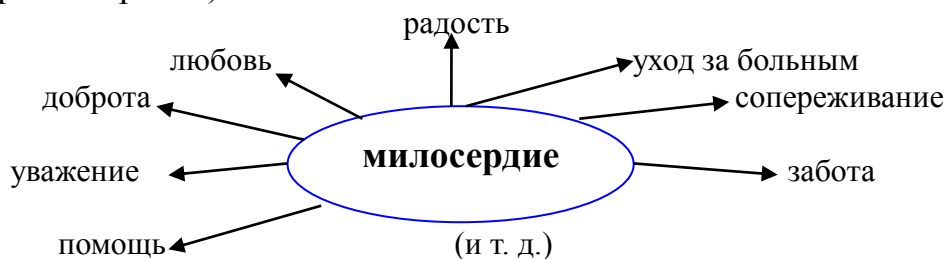 радость
любовь
уход за больным
доброта
сопереживание
милосердие
уважение
забота
помощь
(и т. д.)